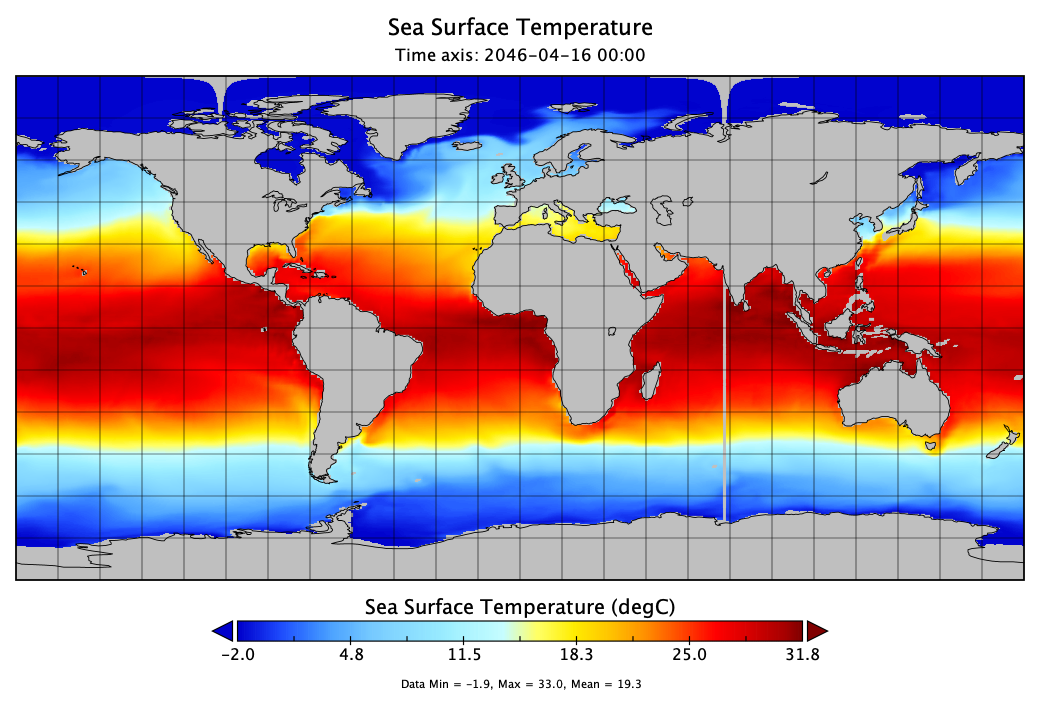 Sea Surface Temperature
Time axis: 2046-04-16 00:00
Sea Surface Temperature (degC)
-2.0 4.8 11.5 18.3 25.0 31.8
Data Min = -1.9, Max = 33.0, Mean = 19.3